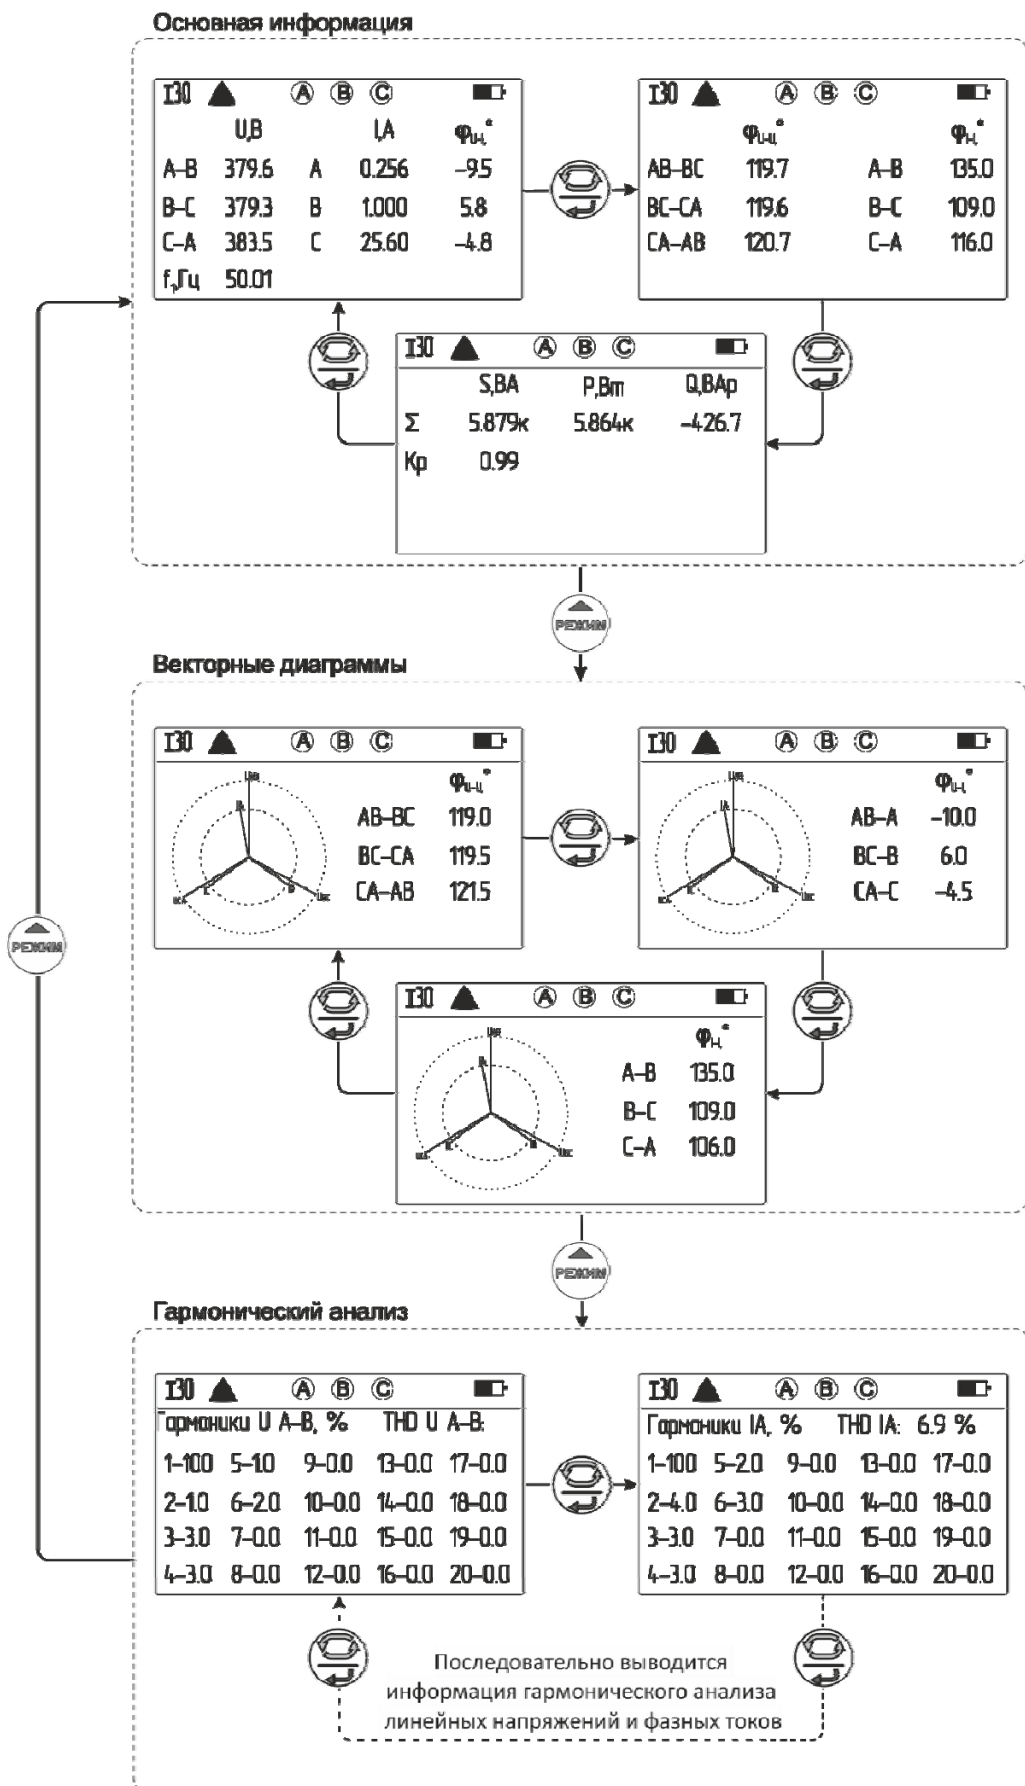 Основная информация
I30 A B C
U,В I,А φU-I,°
A–B 379.6 A 0.256 –9.5
B–C 379.3 B 1.000 5.8
C–A 383.5 C 25.60 –4.8
f,Гц 50.01
I30 A B C
φU-U,° φI-I,°
AB–BC 119.7 A–B 135.0
BC–CA 119.6 B–C 109.0
CA–AB 120.7 C–A 116.0
I30 A B C
S,ВА P,Вт Q,ВАр
Σ 5.879к 5.864к –426.7
Кр 0.99
РЕЖИМ
Векторные диаграммы
I30 A B C
φU-U,°
AB–BC 119.0
BC–CA 119.5
CA–AB 121.5
I30 A B C
φU-I,°
AB–A –10.0
BC–B 6.0
CA–C –4.5
РЕЖИМ
I30 A B C
φI-I,°
A–B 135.0
B–C 109.0
C–A 106.0
РЕЖИМ
Гармонический анализ
I30 A B C
Гармоники U A–B, % THD U A–B:
1–100 5–1.0 9–0.0 13–0.0 17–0.0
2–1.0 6–2.0 10–0.0 14–0.0 18–0.0
3–3.0 7–0.0 11–0.0 15–0.0 19–0.0
4–3.0 8–0.0 12–0.0 16–0.0 20–0.0
I30 A B C
Гармоники IA, % THD IA: 6.9 %
1–100 5–2.0 9–0.0 13–0.0 17–0.0
2–4.0 6–3.0 10–0.0 14–0.0 18–0.0
3–3.0 7–0.0 11–0.0 15–0.0 19–0.0
4–3.0 8–0.0 12–0.0 16–0.0 20–0.0
Последовательно выводится
информация гармонического анализа
линейных напряжений и фазных токов